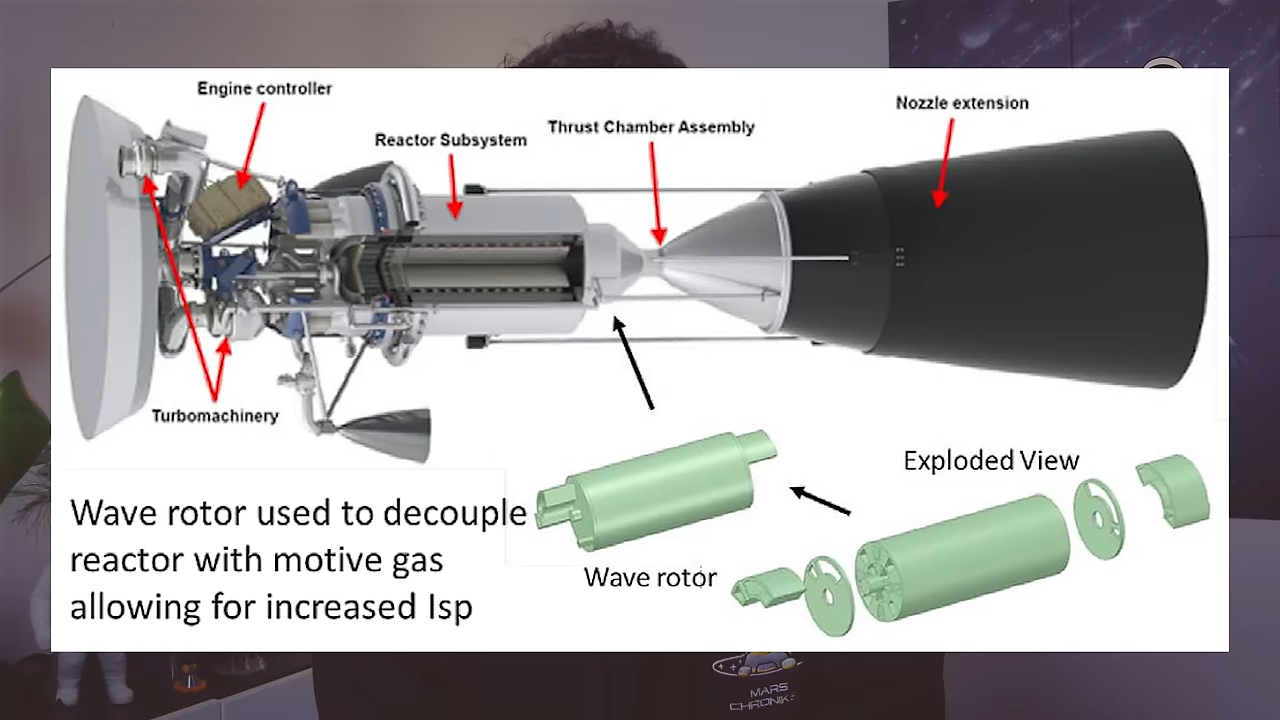 Engine controller
Reactor Subsystem
Thrust Chamber Assembly
Nozzle extension
Turbomachinery
Exploded View
Wave rotor used to decouple
reactor with motive gas
allowing for increased Isp
Wave rotor
MARS